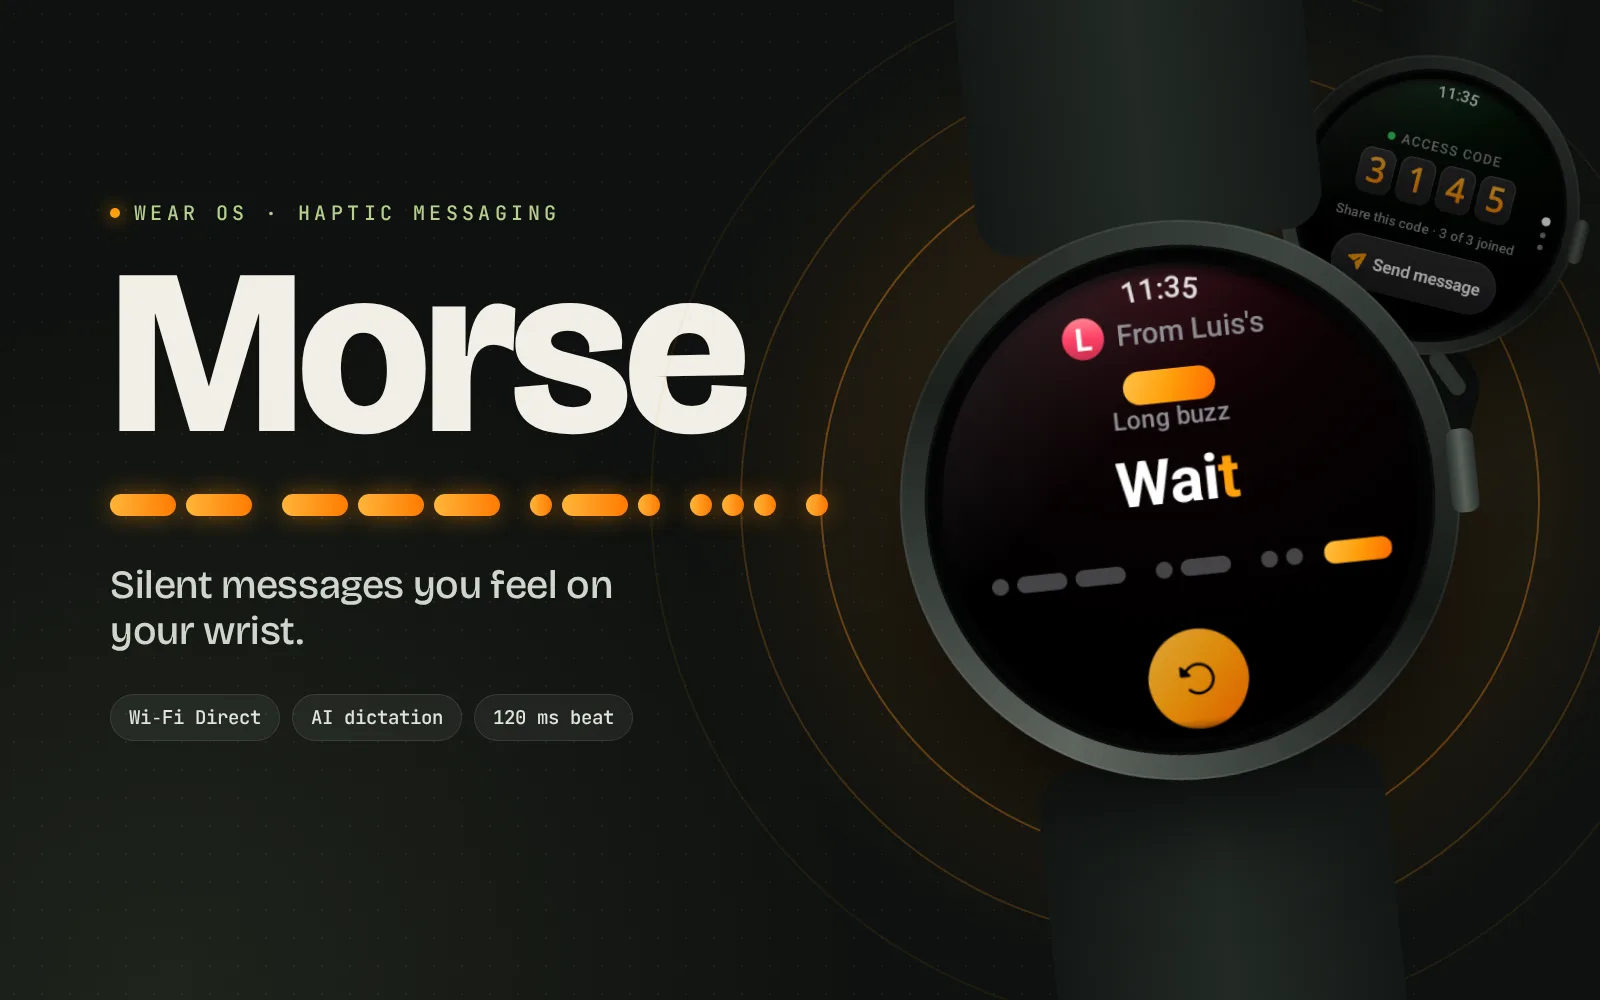 WEAR OS · HAPTIC MESSAGING
Morse
Silent messages you feel on
your wrist.
Wi-Fi Direct
AI dictation
120 ms beat
11:35
L
From Luis's
Long buzz
Wait
11:35
ACCESS CODE
3 1 4 5
Share this code · 3 of 3 joined
Send message